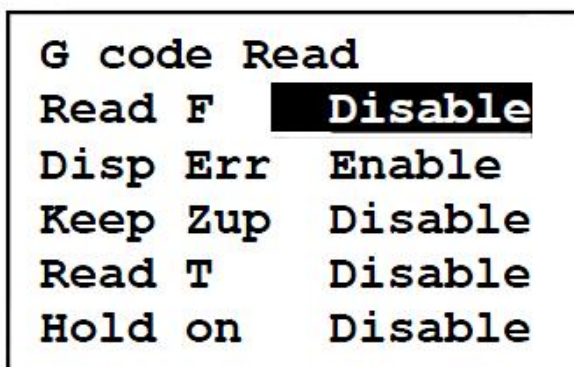 G code Read
Read F Disable
Disp Err Enable
Keep Zup Disable
Read T Disable
Hold on Disable